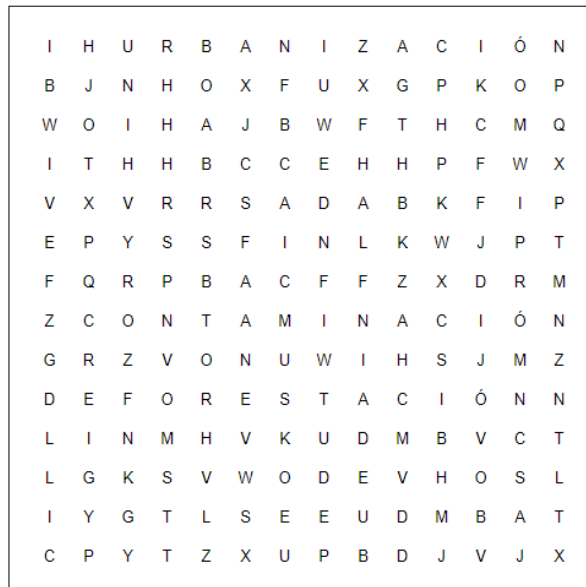 I H U R B A N I Z A C I Ó N
B J N H O X F U X G P K O P
W O I H A J B W F T H C M Q
I T H H B C C E H H P F W X
V X V R R S A D A B K F I P
E P Y S S F I N L K W J P T
F Q R P B A C F F Z X D R M
Z C O N T A M I N A C I Ó N
G R Z V O N U W I H S J M Z
D E F O R E S T A C I Ó N N
L I N M H V K U D M B V C T
L G K S V W O D E V H O S L
I Y G T L S E E U D M B A T
C P Y T Z X U P B D J V J X